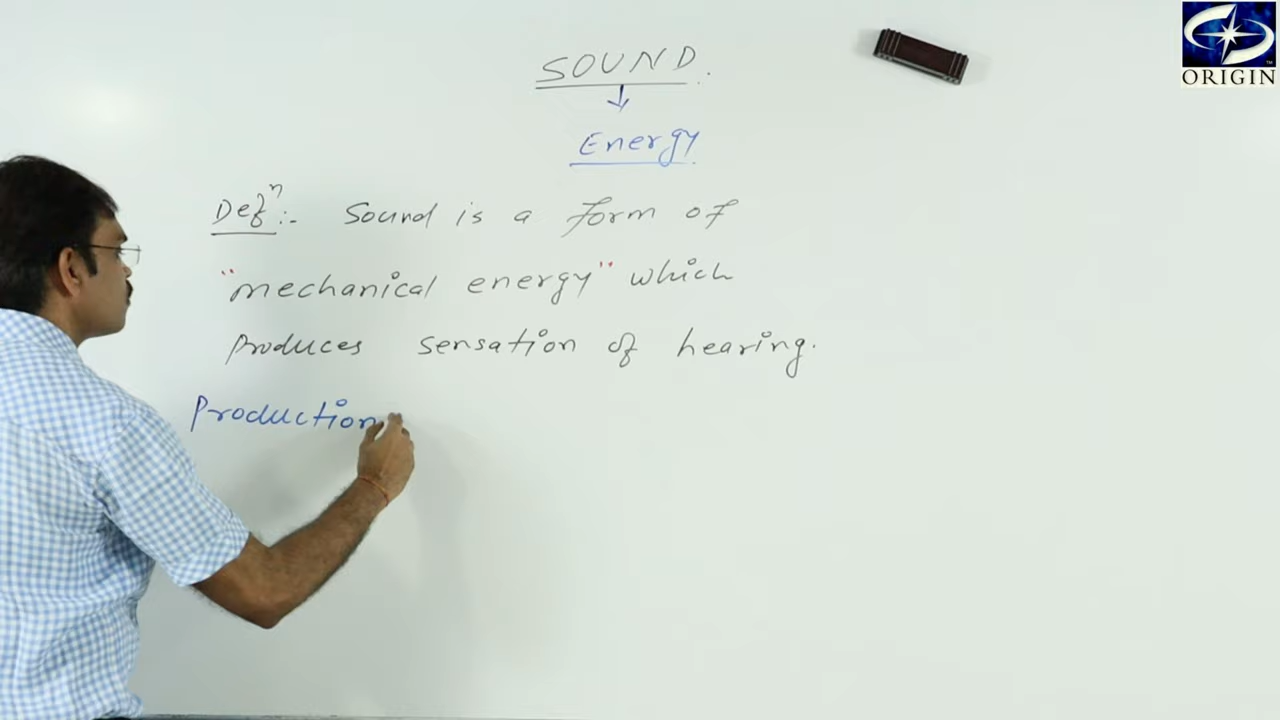 SOUND.
Energy
Defⁿ:- Sound is a form of
"mechanical energy" which
produces sensation of hearing.
Production
ORIGIN